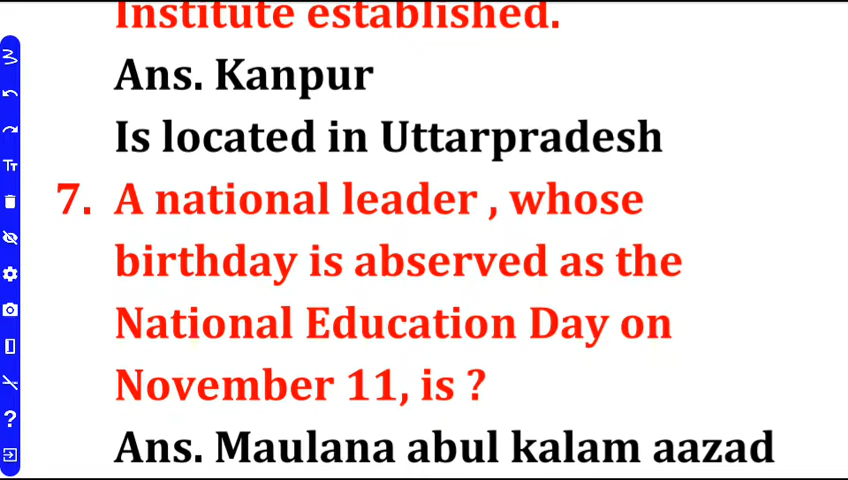 Institute established.
Ans. Kanpur
Is located in Uttarpradesh
7. A national leader , whose
birthday is abserved as the
National Education Day on
November 11, is ?
Ans. Maulana abul kalam aazad